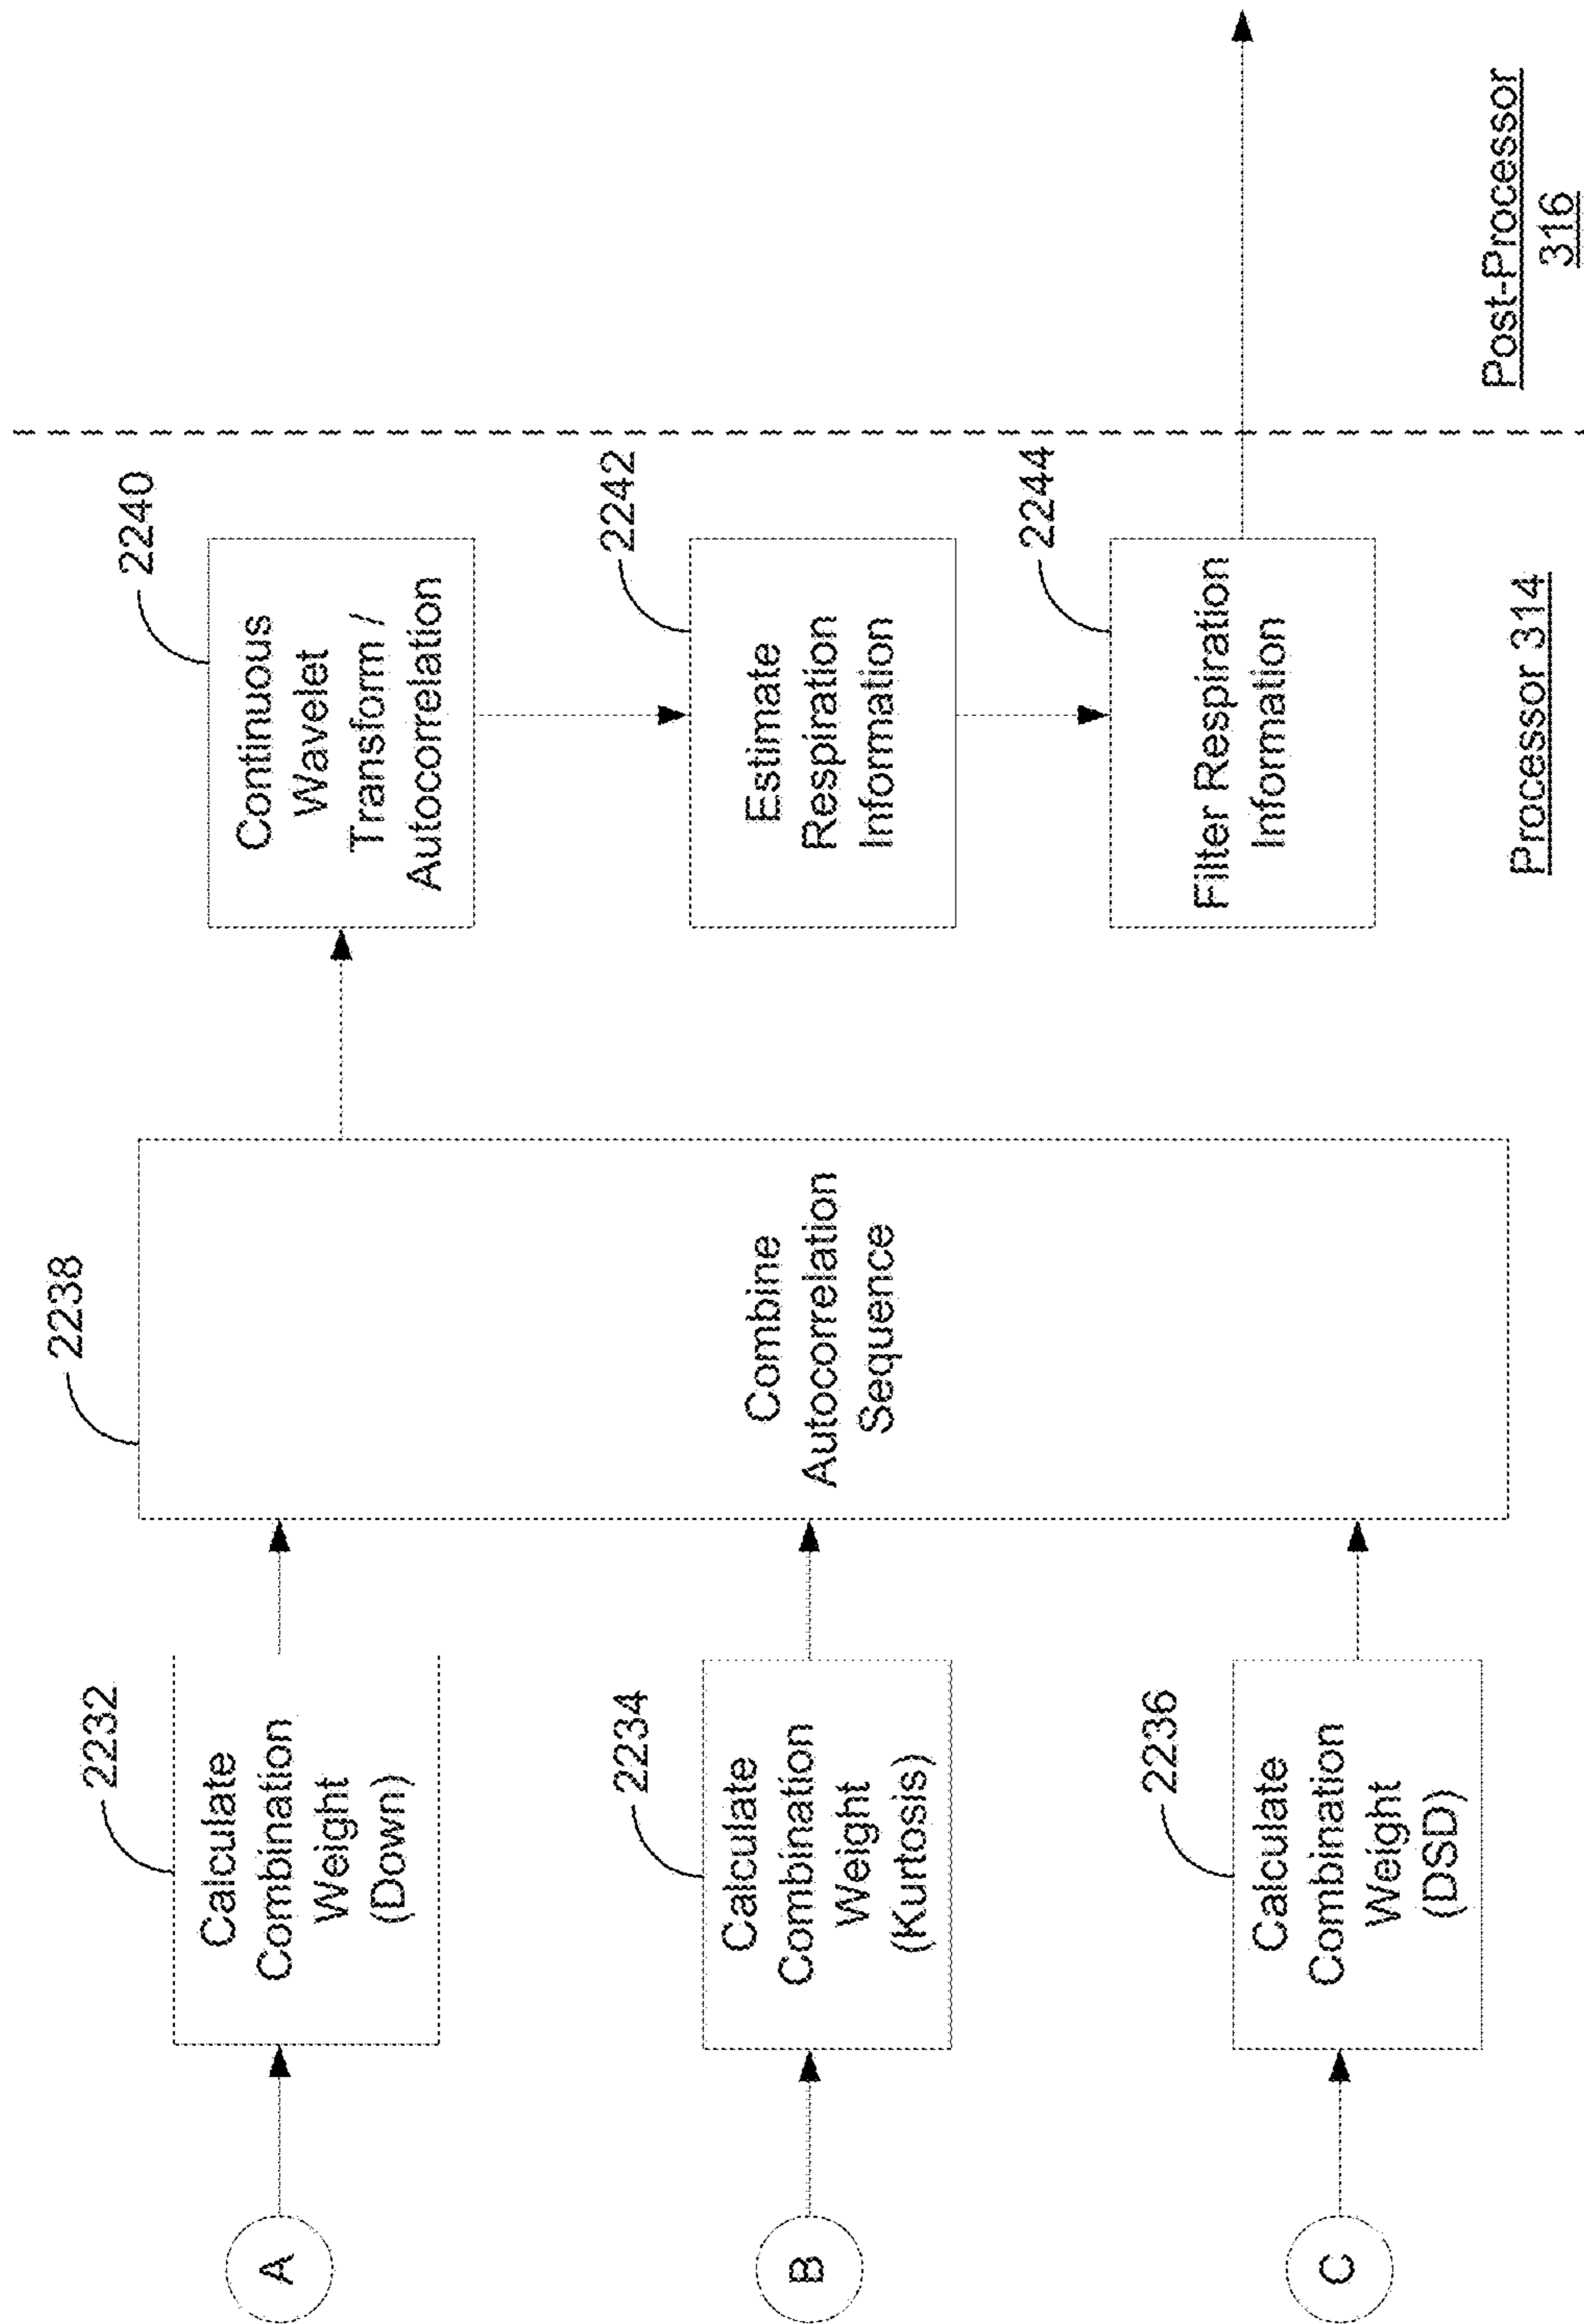 A
2232
Calculate
Combination
Weight
(Down)
B
2234
Calculate
Combination
Weight
(Kurtosis)
C
2236
Calculate
Combination
Weight
(DSD)
2238
Combine
Autocorrelation
Sequence
2240
Continuous
Wavelet
Transform /
Autocorrelation
2242
Estimate
Respiration
Information
2244
Filter Respiration
Information
Processor 314
Post-Processor
316